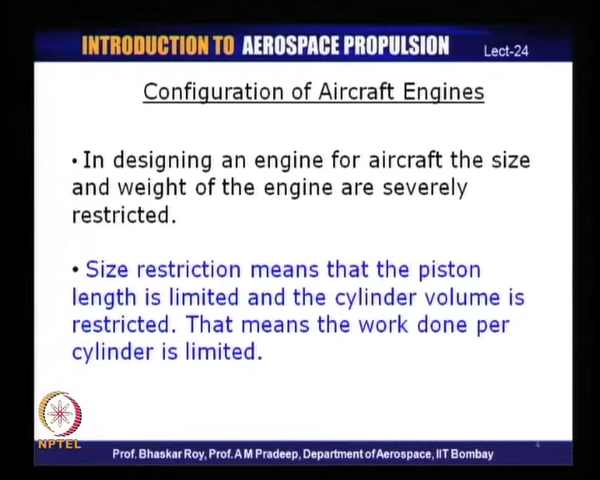 INTRODUCTION TO AEROSPACE PROPULSION
Lect-24
Configuration of Aircraft Engines
• In designing an engine for aircraft the size
and weight of the engine are severely
restricted.
• Size restriction means that the piston
length is limited and the cylinder volume is
restricted. That means the work done per
cylinder is limited.
NPTEL
4
Prof. Bhaskar Roy, Prof. A M Pradeep, Department of Aerospace, IIT Bombay